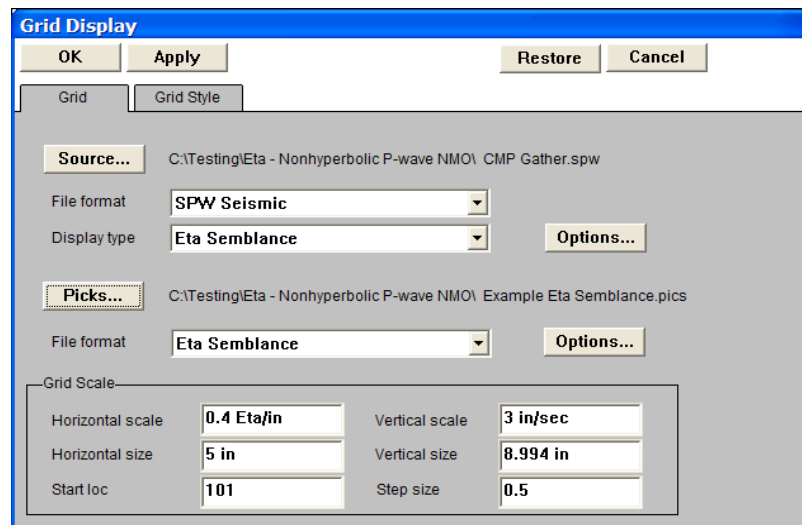 Grid Display
OK Apply Restore Cancel
Grid Grid Style
Source... C:\Testing\Eta - Nonhyperbolic P-wave NMO\ CMP Gather.spw
File format SPW Seismic
Display type Eta Semblance Options...
Picks... C:\Testing\Eta - Nonhyperbolic P-wave NMO\ Example Eta Semblance.pics
File format Eta Semblance Options...
Grid Scale
Horizontal scale 0.4 Eta/in Vertical scale 3 in/sec
Horizontal size 5 in Vertical size 8.994 in
Start loc 101 Step size 0.5